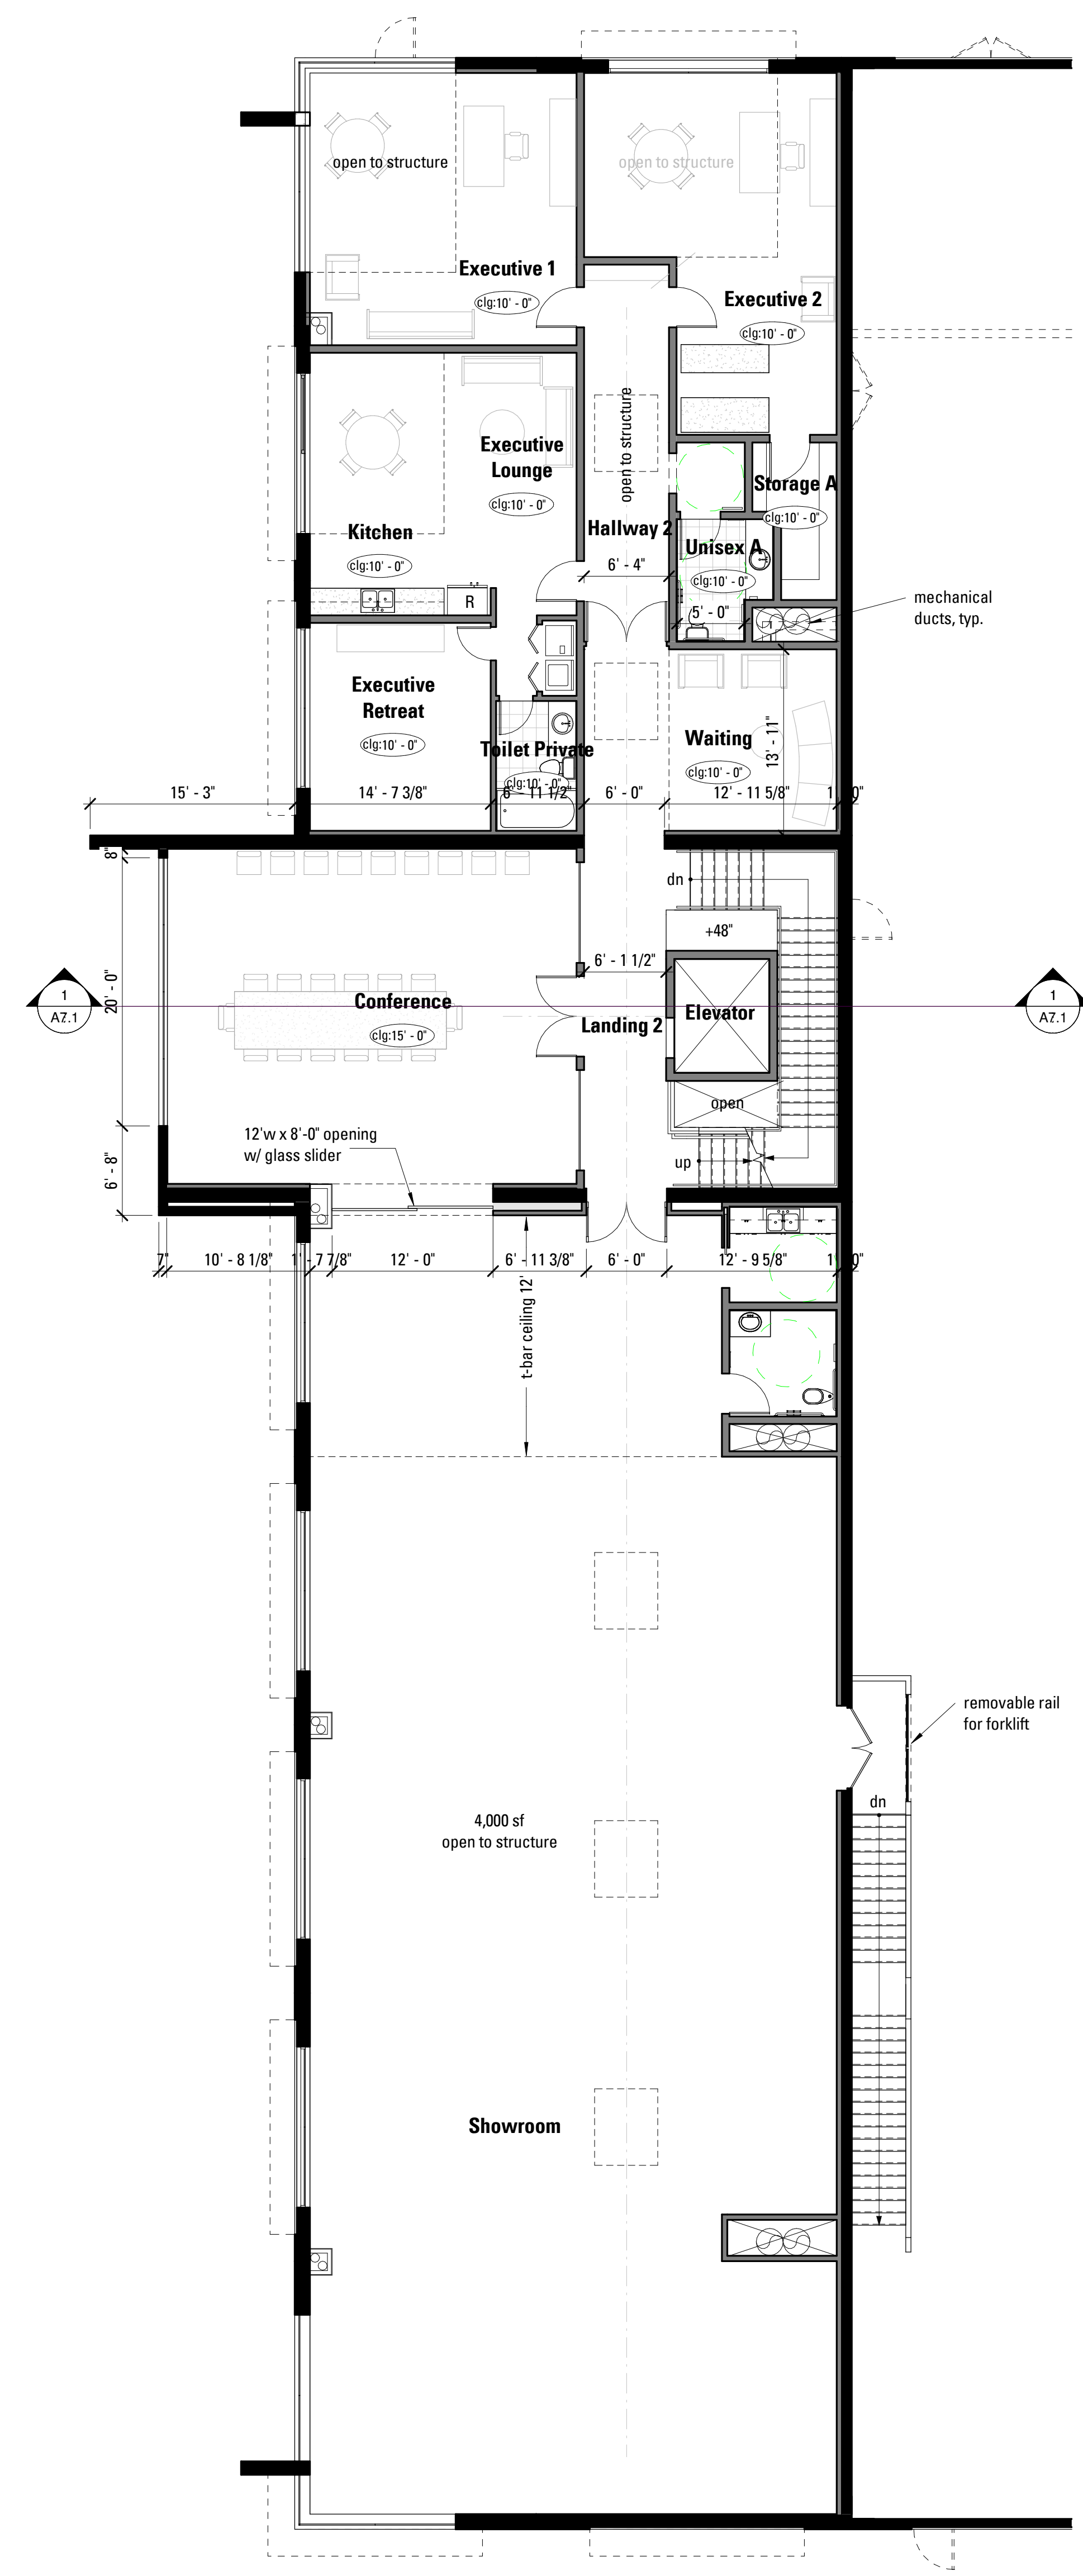 open to structure
open to structure
Executive 1
clg:10' - 0"
Executive 2
clg:10' - 0"
open to structure
Executive
Lounge
clg:10' - 0"
Storage A
clg:10' - 0"
Kitchen
clg:10' - 0"
Hallway 2
6' - 4"
Unisex A
clg:10' - 0"
R
5' - 0"
mechanical
ducts, typ.
Executive
Retreat
clg:10' - 0"
Toilet Private
clg:10' - 0"
Waiting
clg:10' - 0"
13' - 11"
15' - 3"
14' - 7 3/8"
6' - 11 1/2"
6' - 0"
12' - 11 5/8"
8"
dn
+48"
6' - 1 1/2"
20' - 0"
1
A7.1
Conference
clg:15' - 0"
Landing 2
Elevator
1
A7.1
open
12'w x 8'-0" opening
w/ glass slider
up
6' - 8"
7"
10' - 8 1/8"
1' - 7 7/8"
12' - 0"
6' - 11 3/8"
6' - 0"
12' - 9 5/8"
t-bar ceiling 12'
removable rail
for forklift
dn
4,000 sf
open to structure
Showroom